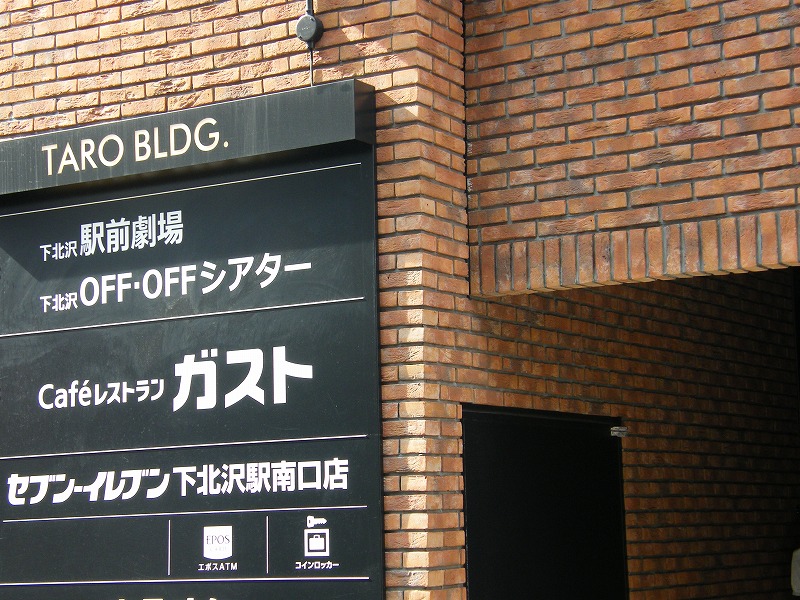 TARO BLDG.
下北沢 駅前劇場
下北沢 OFF・OFFシアター
Caféレストラン ガスト
セブン-イレブン 下北沢駅南口店
EPOS
エポスATM
コインロッカー